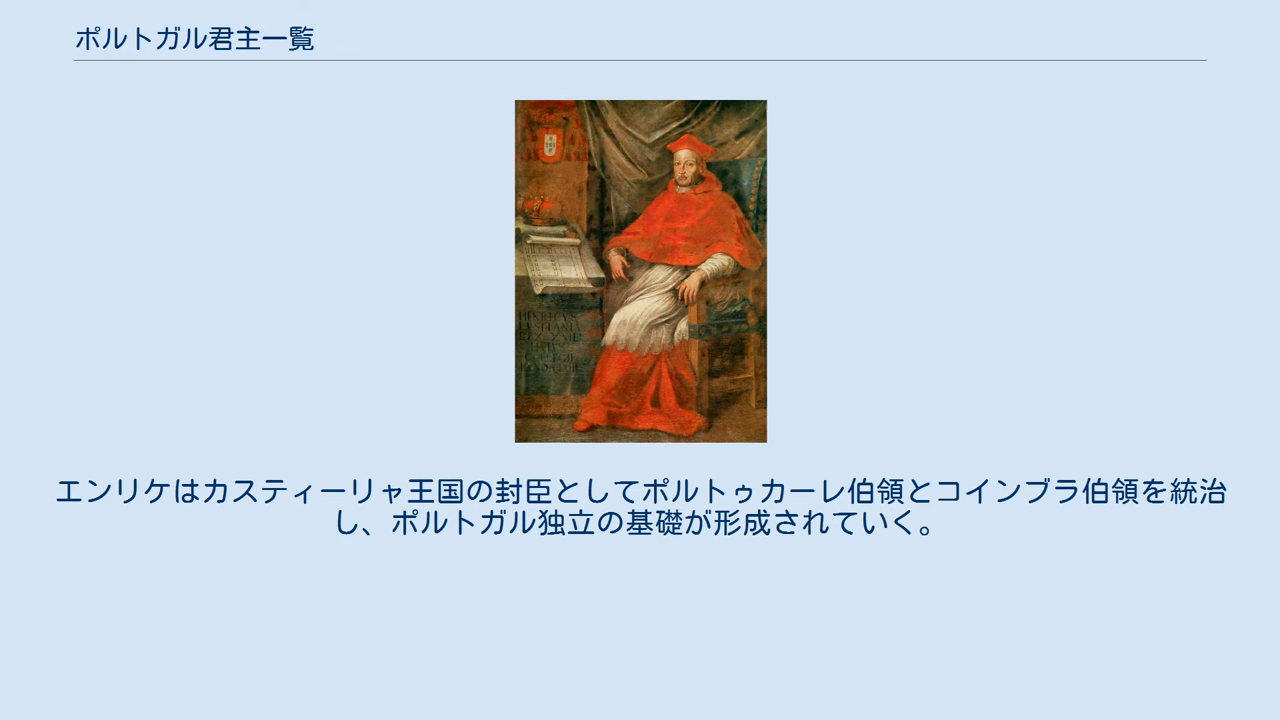 ポルトガル君主一覧
エンリケはカスティーリャ王国の封臣としてポルトゥカーレ伯領とコインブラ伯領を統治
し、ポルトガル独立の基礎が形成されていく。